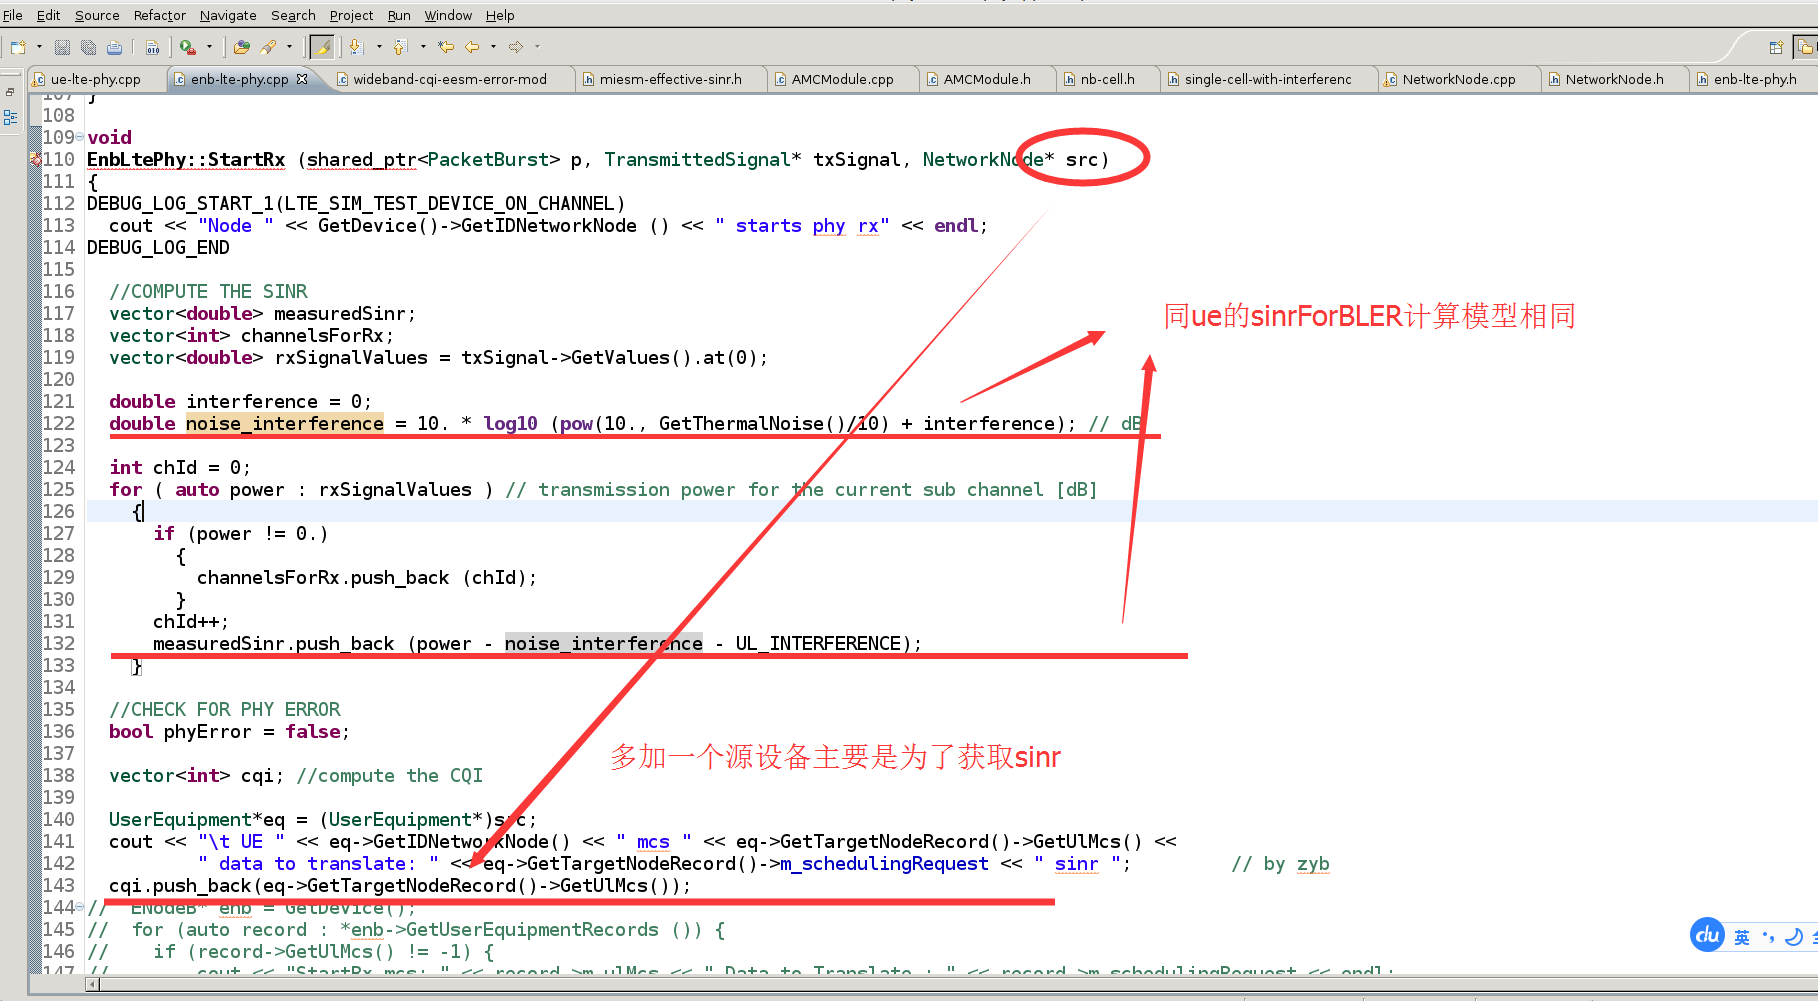 File Edit Source Refactor Navigate Search Project Run Window Help
ue-lte-phy.cpp enb-lte-phy.cpp wideband-cqi-eesm-error-mod miesm-effective-sinr.h AMCModule.cpp AMCModule.h nb-cell.h single-cell-with-interferenc NetworkNode.cpp NetworkNode.h enb-lte-phy.h
107 }
108
109 void
110 EnbLtePhy::StartRx (shared_ptr<PacketBurst> p, TransmittedSignal* txSignal, NetworkNode* src)
111 {
112 DEBUG_LOG_START_1(LTE_SIM_TEST_DEVICE_ON_CHANNEL)
113 cout << "Node " << GetDevice()->GetIDNetworkNode () << " starts phy rx" << endl;
114 DEBUG_LOG_END
115
116 //COMPUTE THE SINR
117 vector<double> measuredSinr;
118 vector<int> channelsForRx;
同ue的sinrForBLER计算模型相同
119 vector<double> rxSignalValues = txSignal->GetValues().at(0);
120
121 double interference = 0;
122 double noise_interference = 10. * log10 (pow(10., GetThermalNoise()/10) + interference); // dB
123
124 int chId = 0;
125 for ( auto power : rxSignalValues ) // transmission power for the current sub channel [dB]
126 {
127 if (power != 0.)
128 {
129 channelsForRx.push_back (chId);
130 }
131 chId++;
132 measuredSinr.push_back (power - noise_interference - UL_INTERFERENCE);
133 }
134
135 //CHECK FOR PHY ERROR
136 bool phyError = false;
137
多加一个源设备主要是为了获取sinr
138 vector<int> cqi; //compute the CQI
139
140 UserEquipment*eq = (UserEquipment*)src;
141 cout << "\t UE " << eq->GetIDNetworkNode() << " mcs " << eq->GetTargetNodeRecord()->GetUlMcs() <<
142 " data to translate: " << eq->GetTargetNodeRecord()->m_schedulingRequest << " sinr "; // by zyb
143 cqi.push_back(eq->GetTargetNodeRecord()->GetUlMcs());
144 // ENodeB* enb = GetDevice();
145 // for (auto record : *enb->GetUserEquipmentRecords ()) {
146 // if (record->GetUlMcs() != -1) {
147 // cout << "StartRx mcs: " << record->m_ulMcs << " Data to Translate : " << record->m_schedulingRequest << endl;
du 英